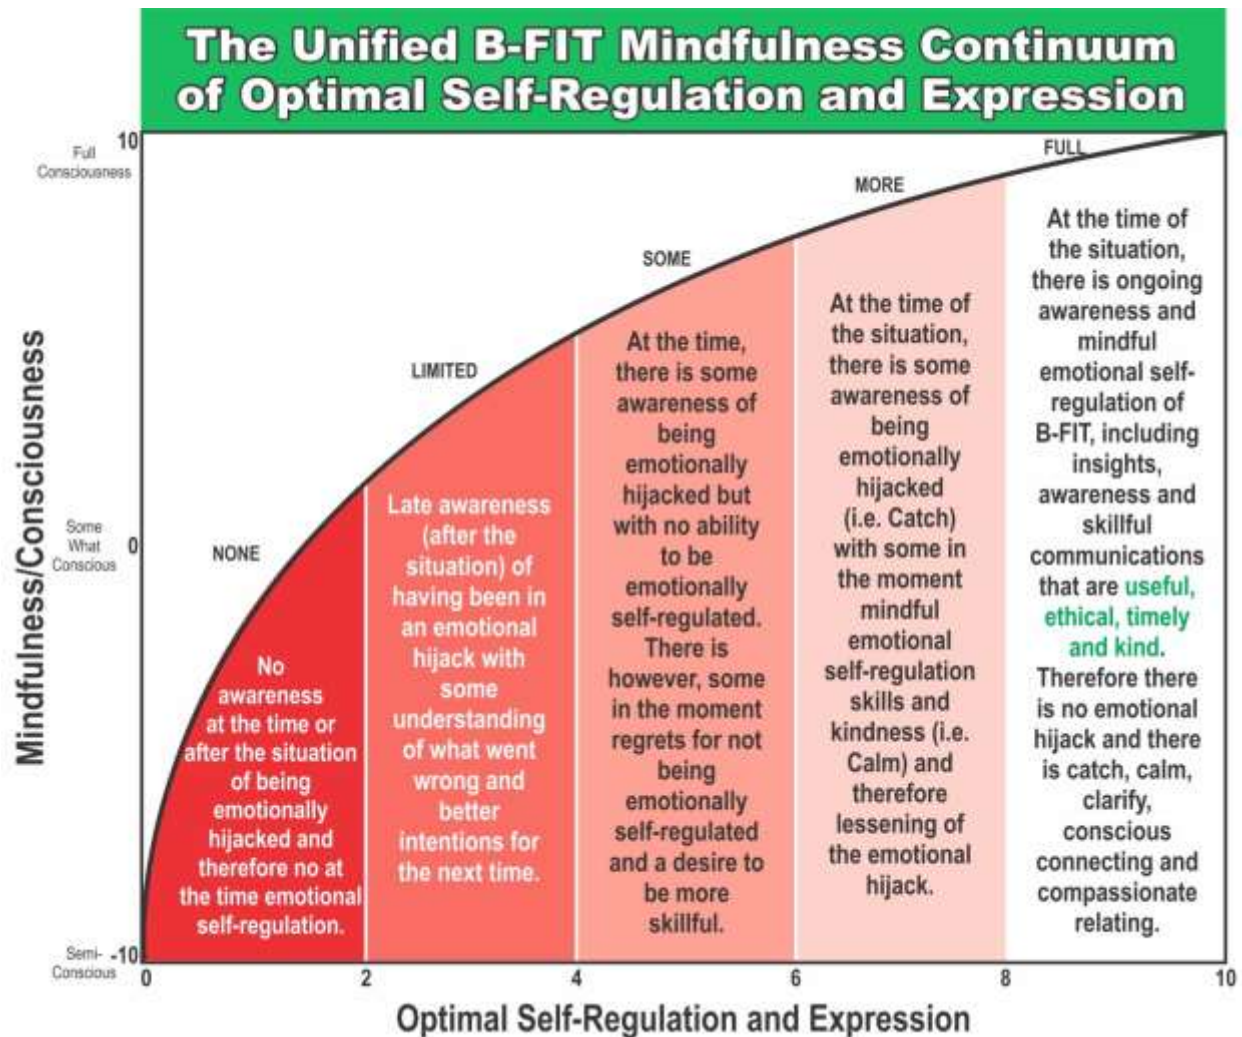 The Unified B-FIT Mindfulness Continuum
of Optimal Self-Regulation and Expression
10
Full
Consciousness
Mindfulness/Consciousness
Some
What
Conscious
0
Semi-
Conscious
-10
NONE
No
awareness
at the time or
after the situation
of being
emotionally
hijacked and
therefore no at
the time emotional
self-regulation.
LIMITED
Late awareness
(after the
situation) of
having been in
an emotional
hijack with
some
understanding
of what went
wrong and
better
intentions for
the next time.
SOME
At the time,
there is some
awareness of
being
emotionally
hijacked but
with no ability
to be
emotionally
self-regulated.
There is
however, some
in the moment
regrets for not
being
emotionally
self-regulated
and a desire to
be more
skillful.
MORE
At the time of
the situation,
there is some
awareness of
being
emotionally
hijacked
(i.e. Catch)
with some in
the moment
mindful
emotional
self-regulation
skills and
kindness (i.e.
Calm) and
therefore
lessening of
the emotional
hijack.
FULL
At the time of
the situation,
there is ongoing
awareness and
mindful
emotional self-
regulation of
B-FIT, including
insights,
awareness and
skillful
communications
that are useful,
ethical, timely
and kind.
Therefore there
is no emotional
hijack and there
is catch, calm,
clarify,
conscious
connecting and
compassionate
relating.
0
2
4
6
8
10
Optimal Self-Regulation and Expression